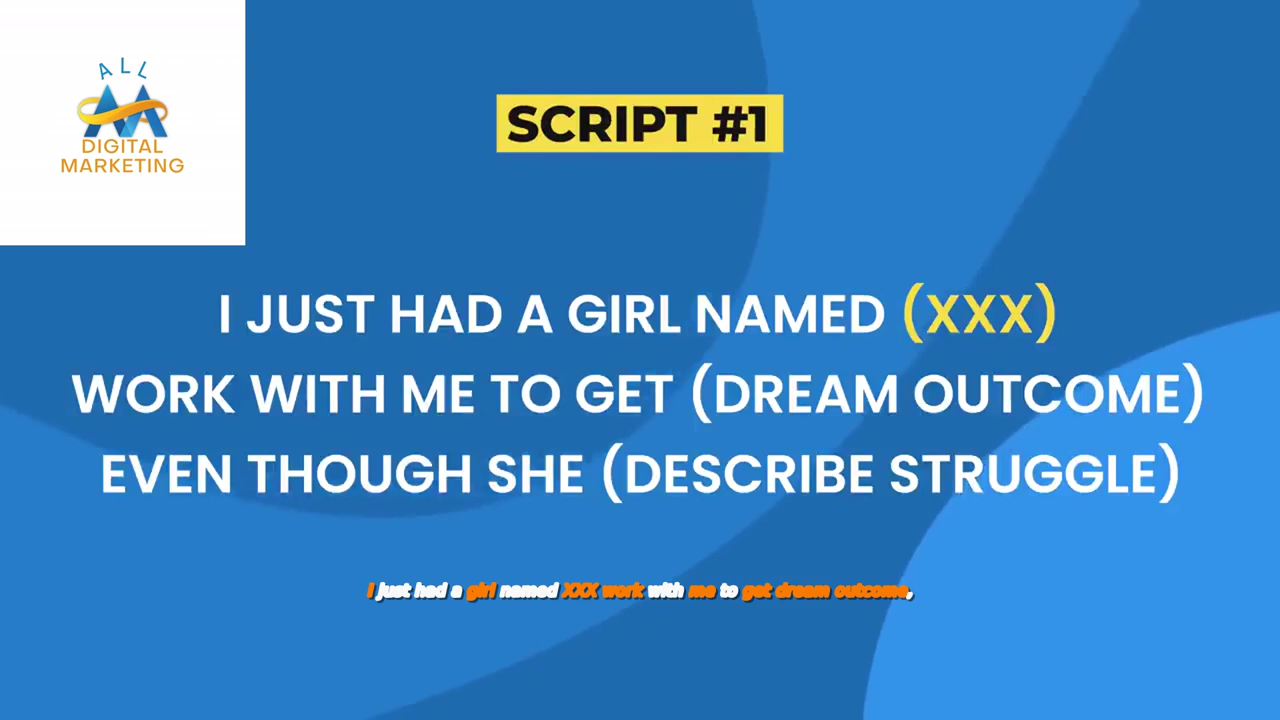 ALL
DIGITAL
MARKETING
SCRIPT #1
I JUST HAD A GIRL NAMED (XXX)
WORK WITH ME TO GET (DREAM OUTCOME)
EVEN THOUGH SHE (DESCRIBE STRUGGLE)
I just had a girl named XXX work with me to get dream outcome,